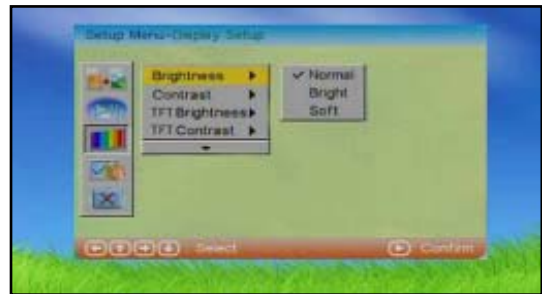 Setup Menu-Display Setup
Brightness
Contrast
TFT Brightness
TFT Contrast
✓ Normal
Bright
Soft
Select
Confirm